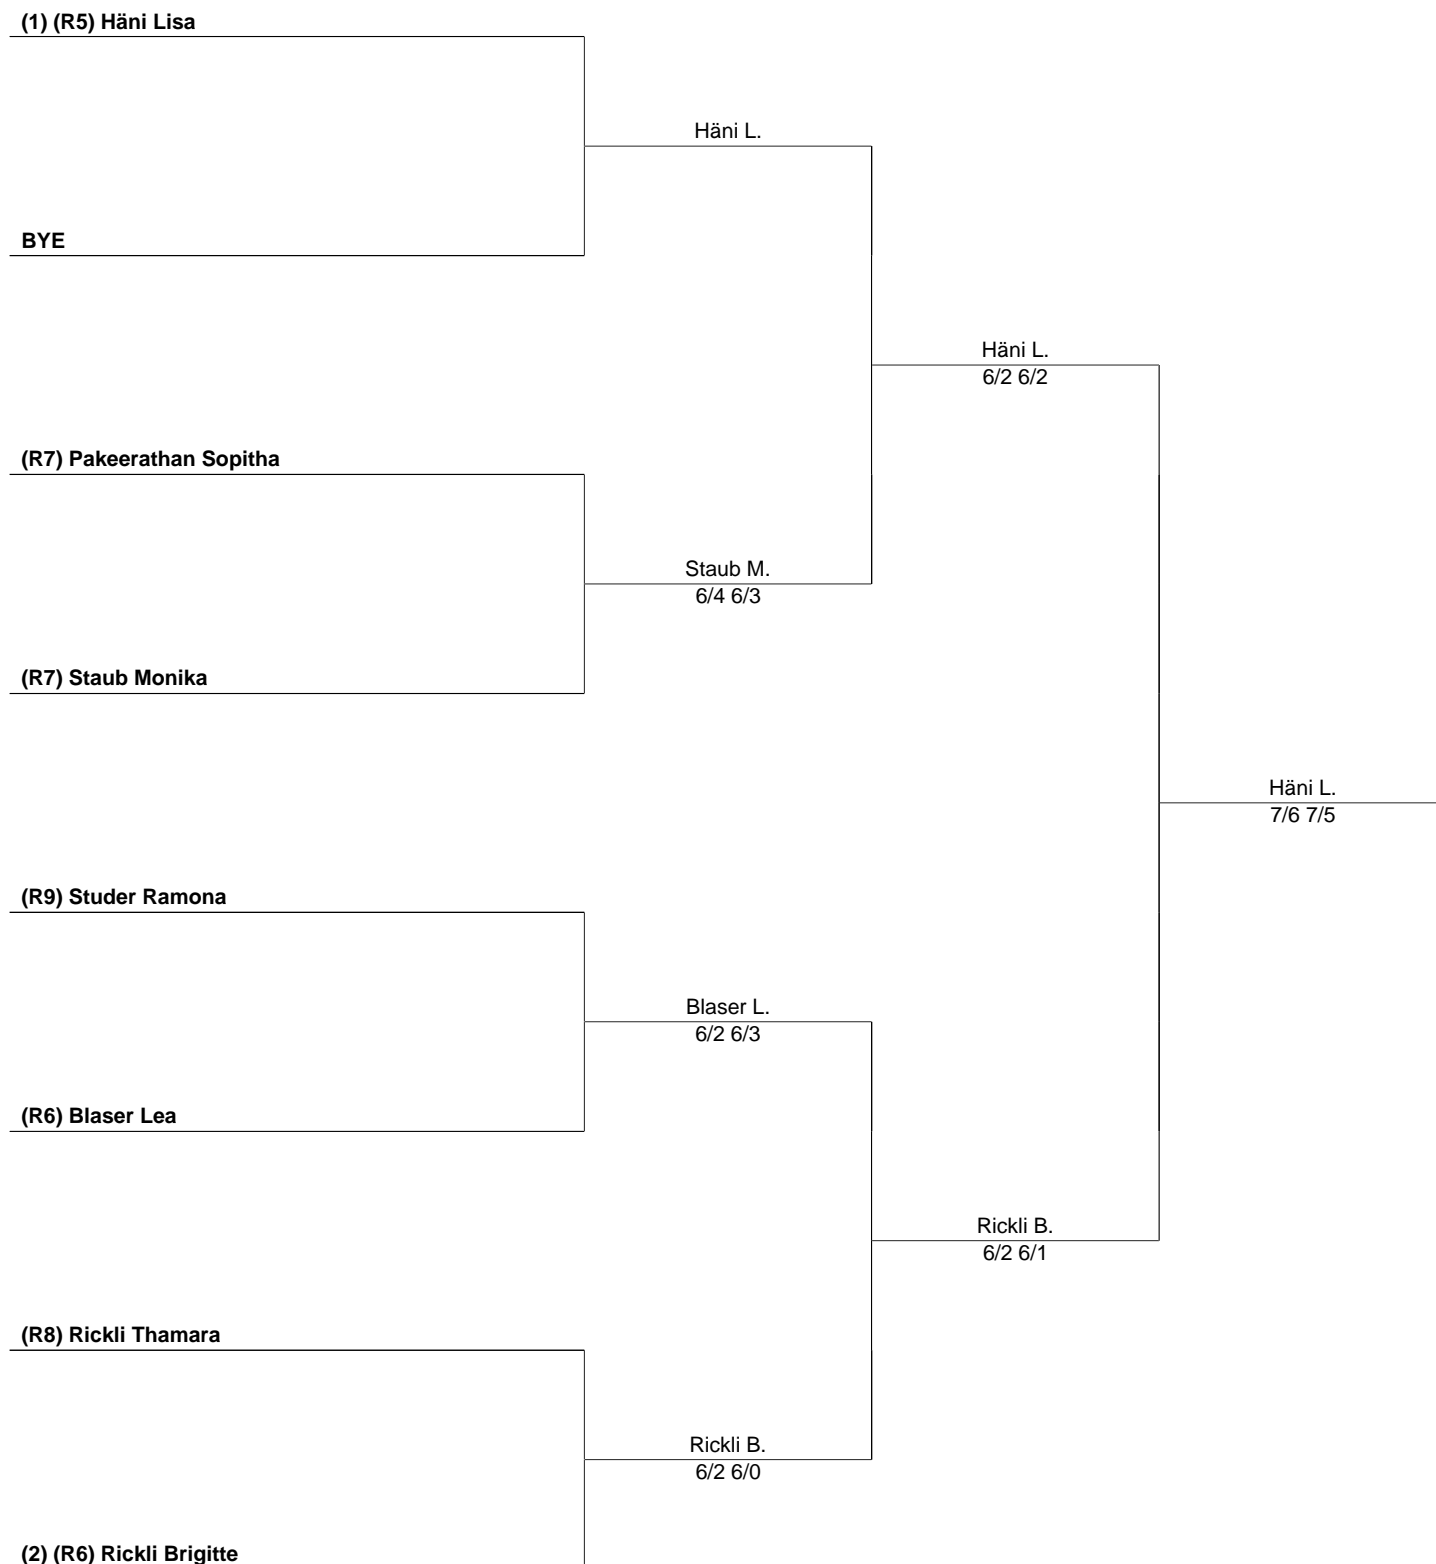 (1) (R5) Häni Lisa
Häni L.
BYE
Häni L.
6/2 6/2
(R7) Pakeerathan Sopitha
Staub M.
6/4 6/3
(R7) Staub Monika
Häni L.
7/6 7/5
(R9) Studer Ramona
Blaser L.
6/2 6/3
(R6) Blaser Lea
Rickli B.
6/2 6/1
(R8) Rickli Thamara
Rickli B.
6/2 6/0
(2) (R6) Rickli Brigitte